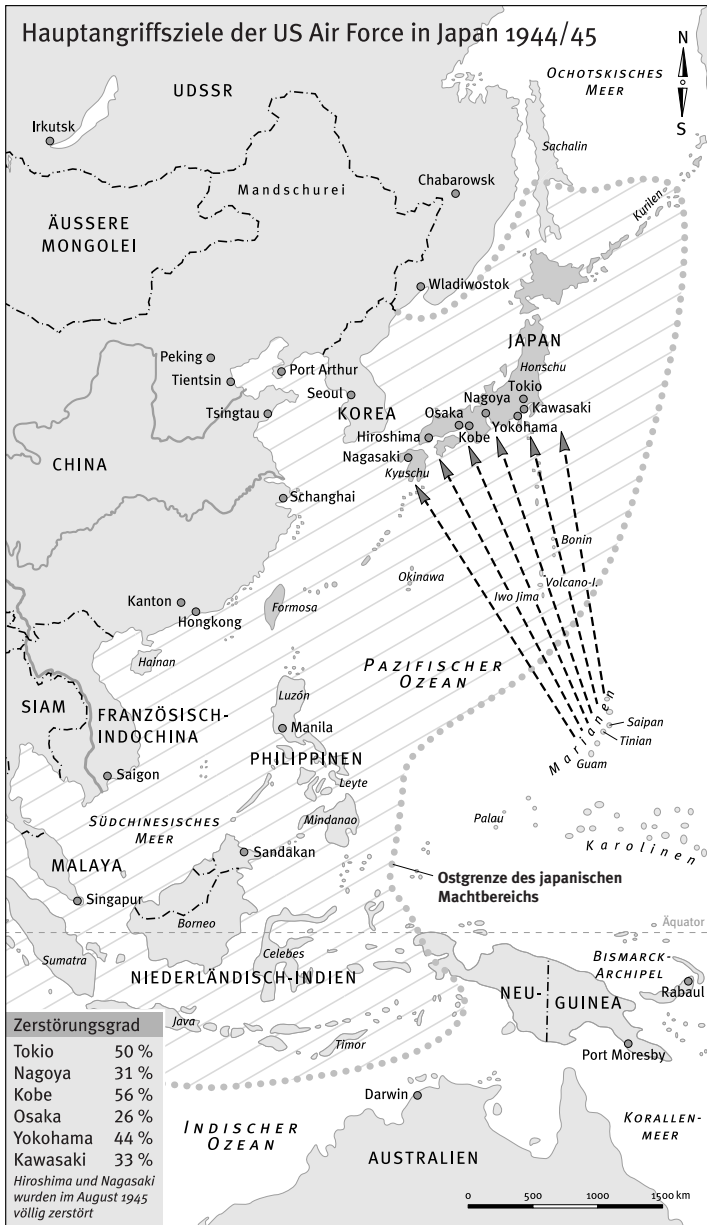 Hauptangriffsziele der US Air Force in Japan 1944/45
N
S
OCHOTSKISCHES
MEER
UDSSR
Irkutsk
Sachalin
Mandschurei
Chabarowsk
Kurilen
ÄUSSERE
MONGOLEI
Wladiwostok
JAPAN
Peking
Port Arthur
Honschu
Tientsin
Seoul
Tokio
Nagoya
Tsingtau
KOREA
Osaka
Kawasaki
Yokohama
Hiroshima
Kobe
CHINA
Nagasaki
Kyuschu
Schanghai
Bonin
Okinawa
Volcano-I.
Iwo Jima
Kanton
Formosa
Hongkong
Hainan
PAZIFISCHER
OZEAN
Luzón
SIAM
FRANZÖSISCH-
INDOCHINA
Manila
Marianen
Saipan
Tinian
PHILIPPINEN
Guam
Saigon
Leyte
SÜDCHINESISCHES
MEER
Mindanao
Palau
Karolinen
MALAYA
Sandakan
Ostgrenze des japanischen
Machtbereichs
Singapur
Borneo
Äquator
Sumatra
Celebes
BISMARCK-
ARCHIPEL
NIEDERLÄNDISCH-INDIEN
NEU-
GUINEA
Rabaul
Java
Timor
Port Moresby
Darwin
INDISCHER
OZEAN
KORALLEN-
MEER
AUSTRALIEN
Zerstörungsgrad
Tokio 50 %
Nagoya 31 %
Kobe 56 %
Osaka 26 %
Yokohama 44 %
Kawasaki 33 %
Hiroshima und Nagasaki
wurden im August 1945
völlig zerstört
0 500 1000 1500 km